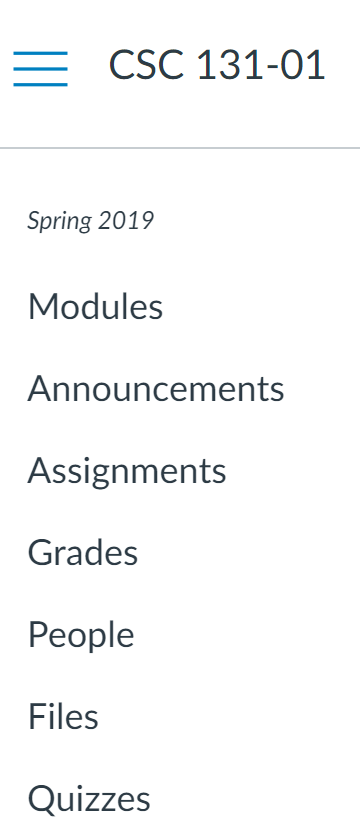 CSC 131-01
Spring 2019
Modules
Announcements
Assignments
Grades
People
Files
Quizzes